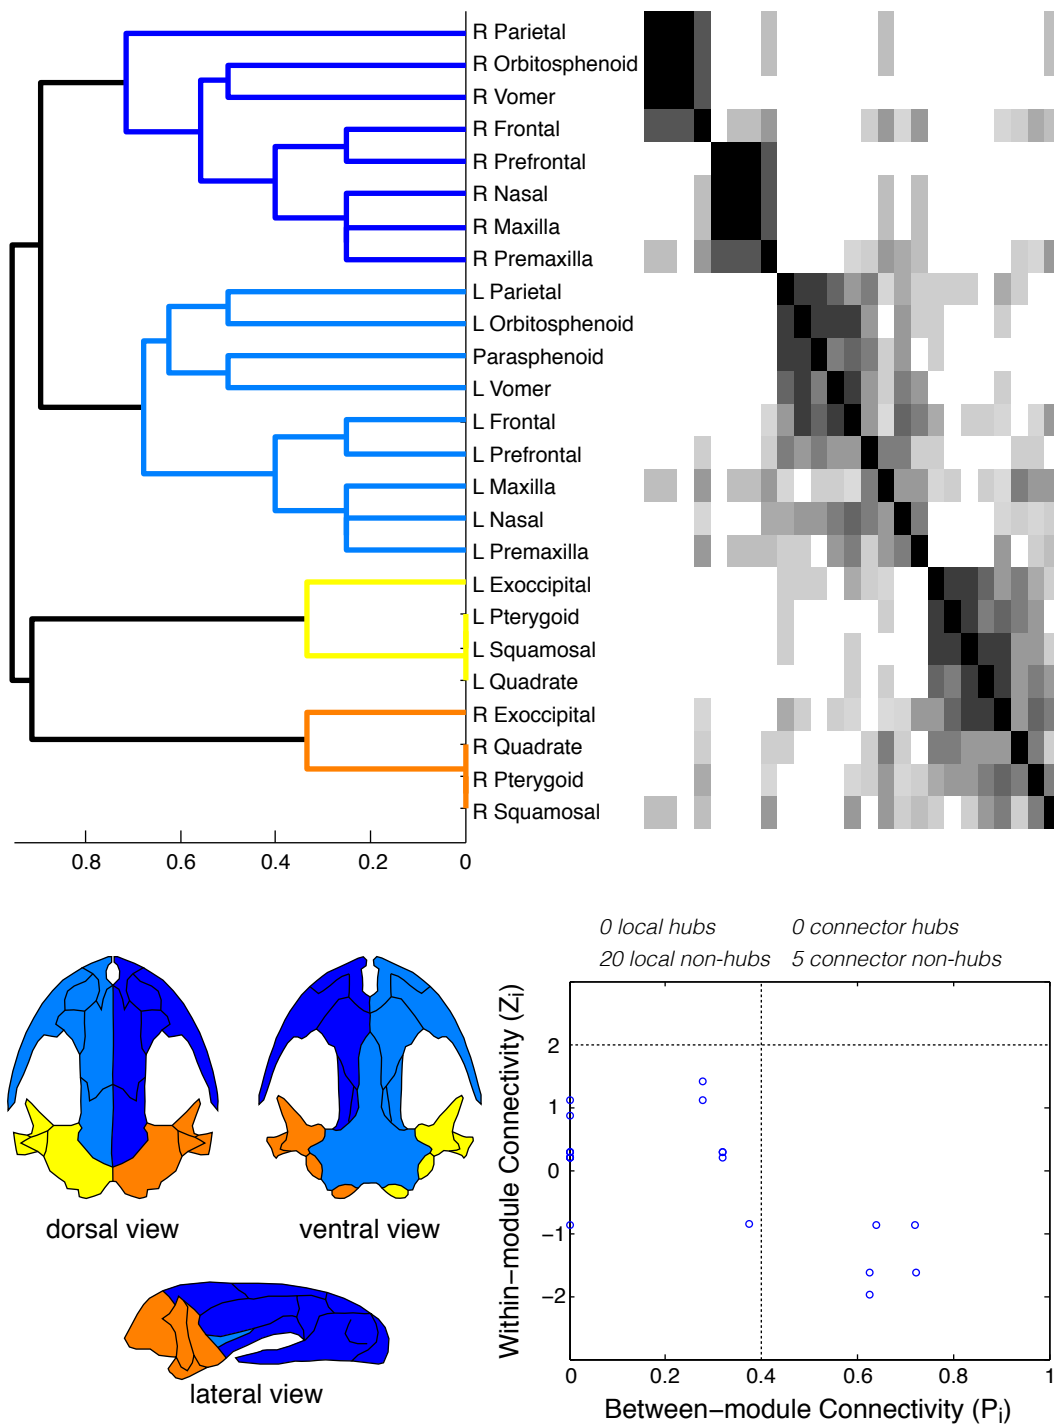 R Parietal
R Orbitosphenoid
R Vomer
R Frontal
R Prefrontal
R Nasal
R Maxilla
R Premaxilla
L Parietal
L Orbitosphenoid
Parasphenoid
L Vomer
L Frontal
L Prefrontal
L Maxilla
L Nasal
L Premaxilla
L Exoccipital
L Pterygoid
L Squamosal
L Quadrate
R Exoccipital
R Quadrate
R Pterygoid
R Squamosal
0.8 0.6 0.4 0.2 0
dorsal view
ventral view
lateral view
0 local hubs 0 connector hubs
20 local non-hubs 5 connector non-hubs
Within-module Connectivity (Zi)
2
1
0
−1
−2
0 0.2 0.4 0.6 0.8 1
Between-module Connectivity (Pi)